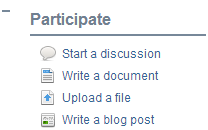 Participate
Start a discussion
Write a document
Upload a file
Write a blog post